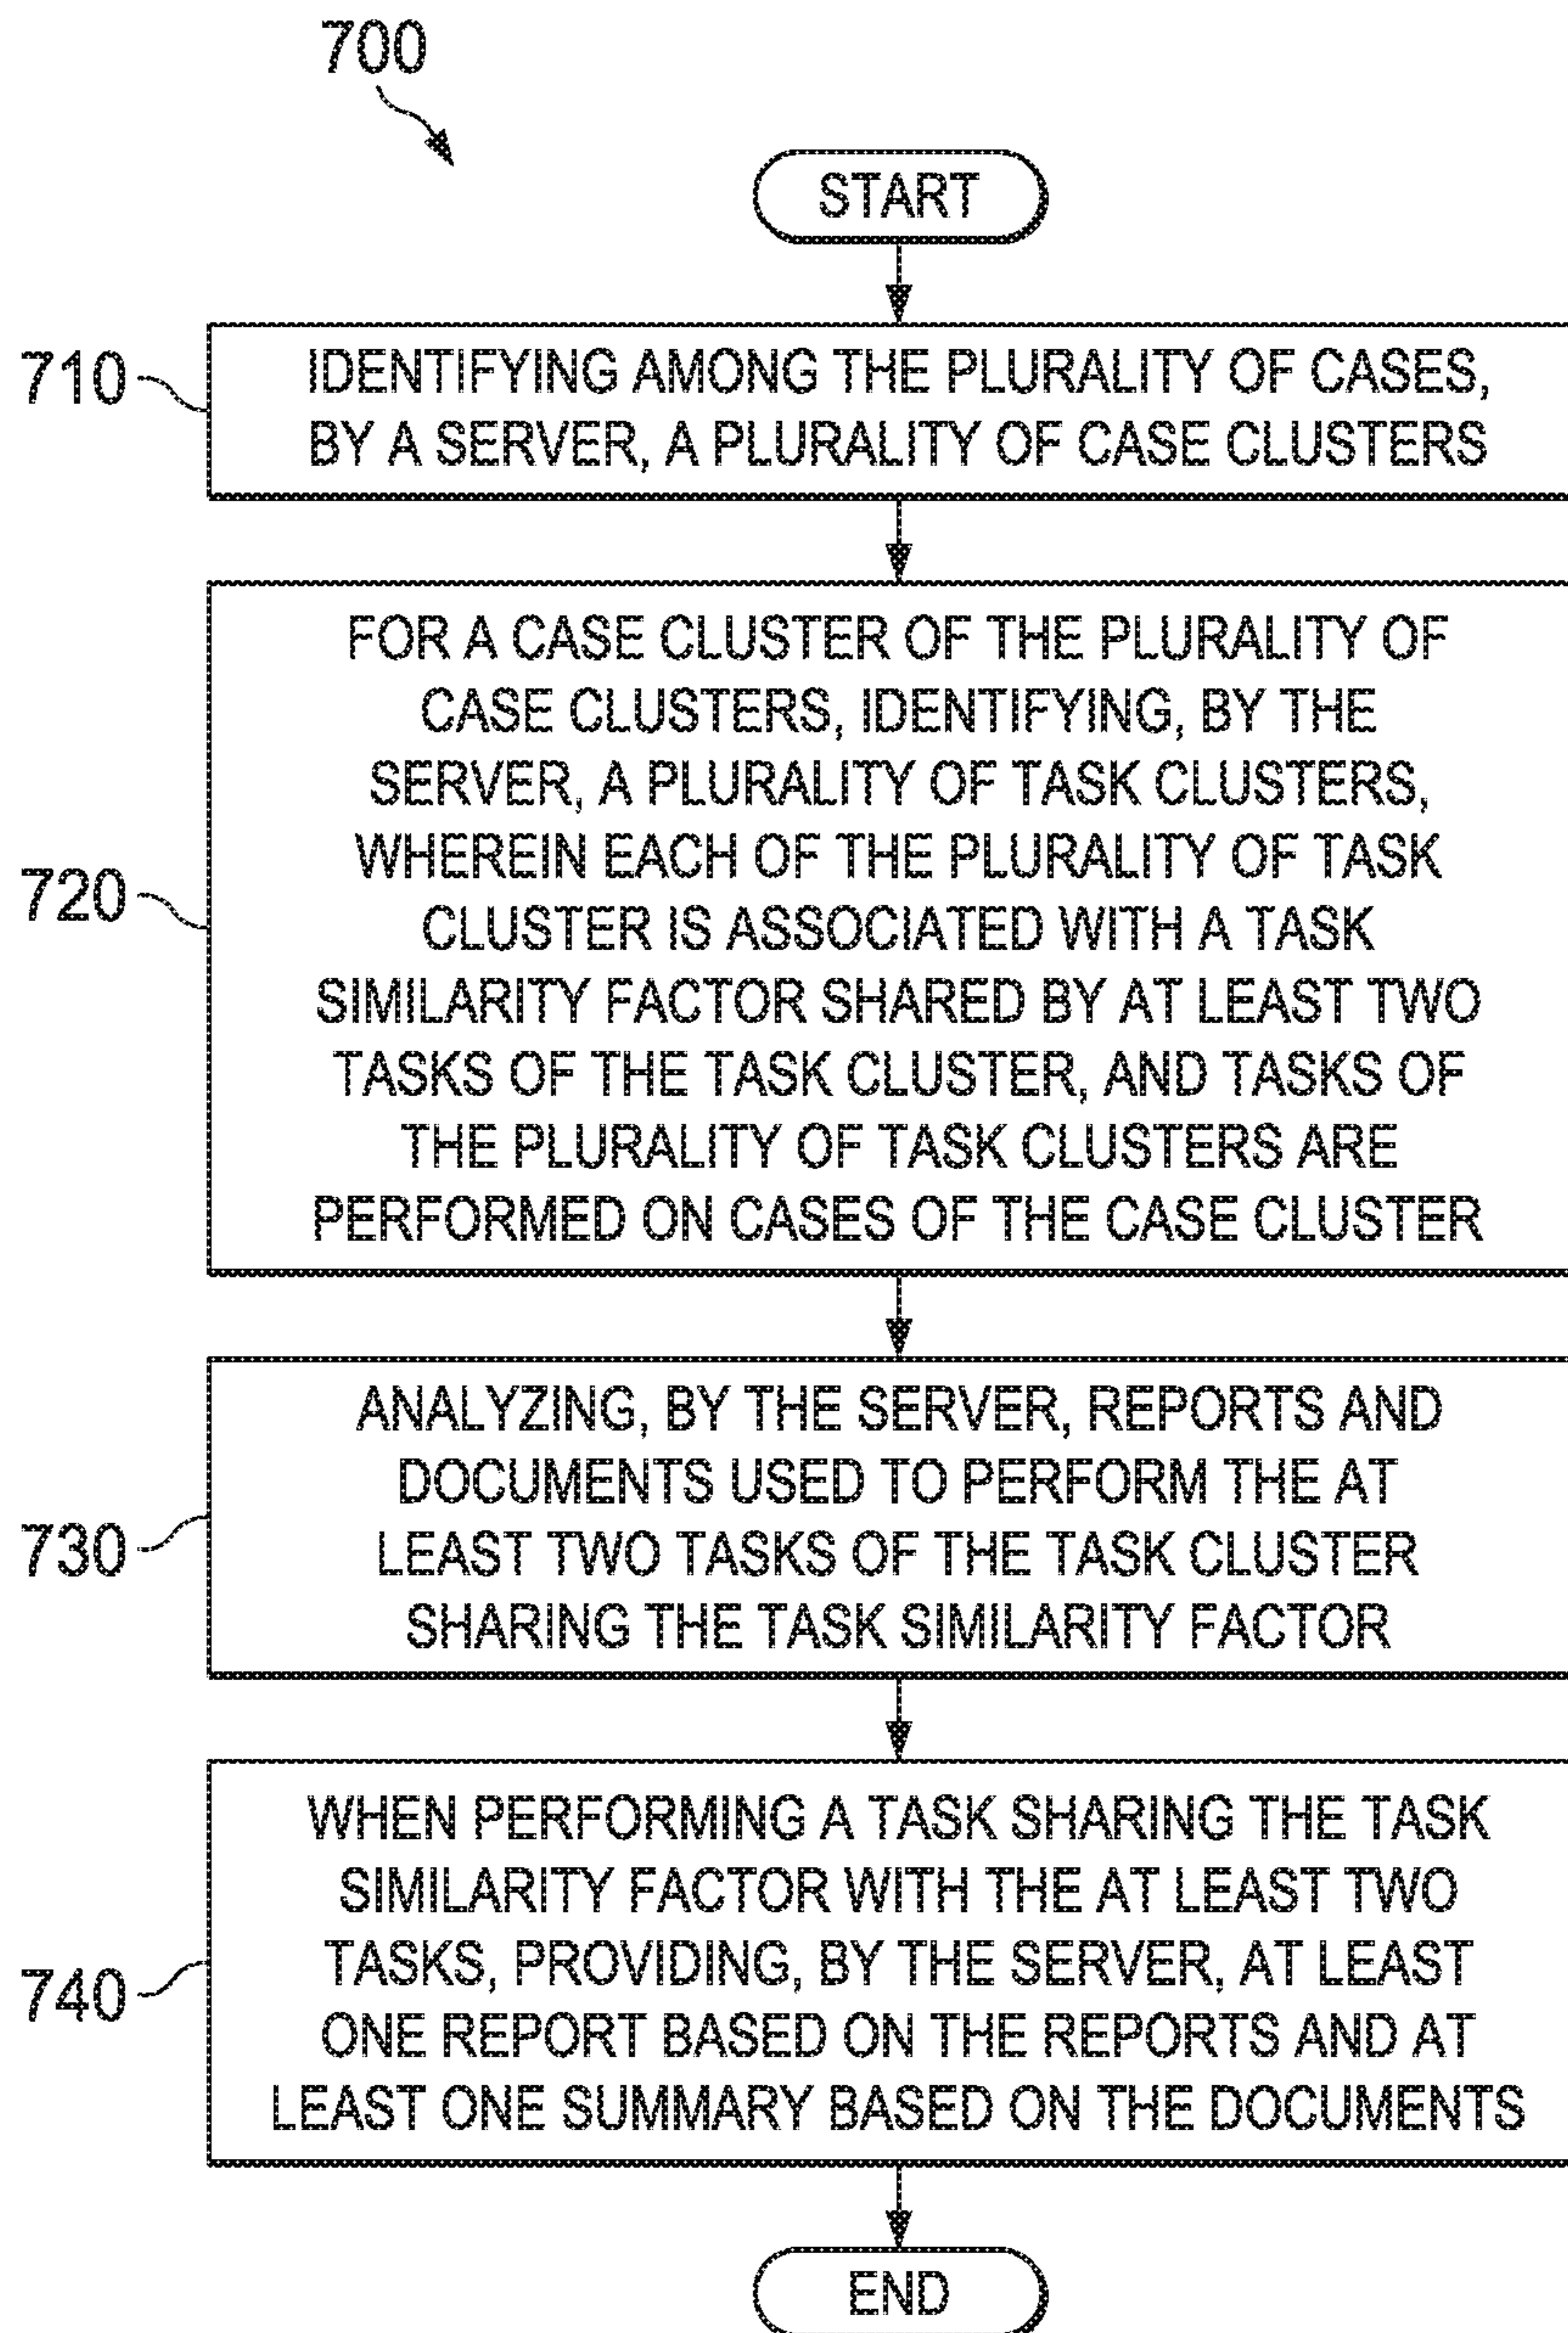 700
START
710
IDENTIFYING AMONG THE PLURALITY OF CASES,
BY A SERVER, A PLURALITY OF CASE CLUSTERS
720
FOR A CASE CLUSTER OF THE PLURALITY OF
CASE CLUSTERS, IDENTIFYING, BY THE
SERVER, A PLURALITY OF TASK CLUSTERS,
WHEREIN EACH OF THE PLURALITY OF TASK
CLUSTER IS ASSOCIATED WITH A TASK
SIMILARITY FACTOR SHARED BY AT LEAST TWO
TASKS OF THE TASK CLUSTER, AND TASKS OF
THE PLURALITY OF TASK CLUSTERS ARE
PERFORMED ON CASES OF THE CASE CLUSTER
730
ANALYZING, BY THE SERVER, REPORTS AND
DOCUMENTS USED TO PERFORM THE AT
LEAST TWO TASKS OF THE TASK CLUSTER
SHARING THE TASK SIMILARITY FACTOR
740
WHEN PERFORMING A TASK SHARING THE TASK
SIMILARITY FACTOR WITH THE AT LEAST TWO
TASKS, PROVIDING, BY THE SERVER, AT LEAST
ONE REPORT BASED ON THE REPORTS AND AT
LEAST ONE SUMMARY BASED ON THE DOCUMENTS
END